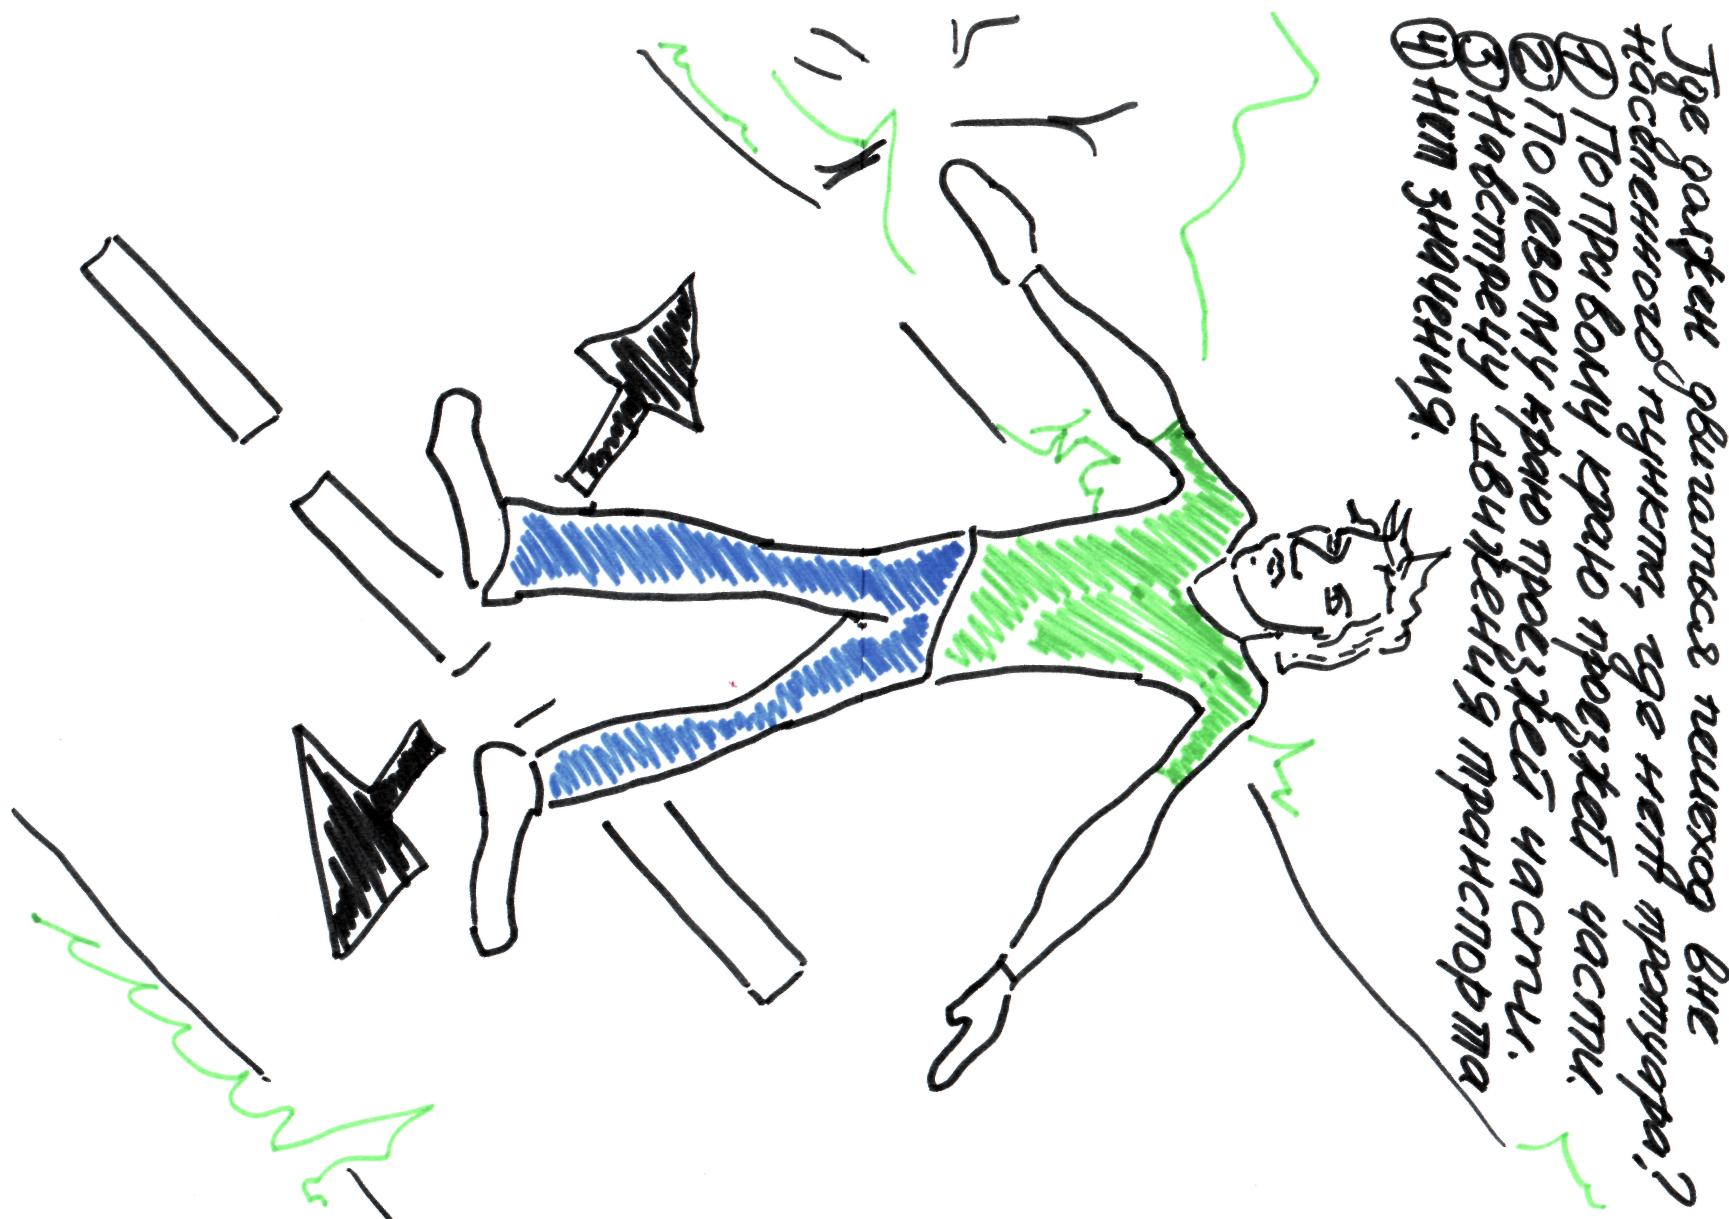 Где должен двигаться пешеход вне
населенного пункта, где нет тротуара?
1 По правому краю проезжей части
2 По левому краю проезжей части.
3 Навстречу движения транспорта
4 Нет значения.